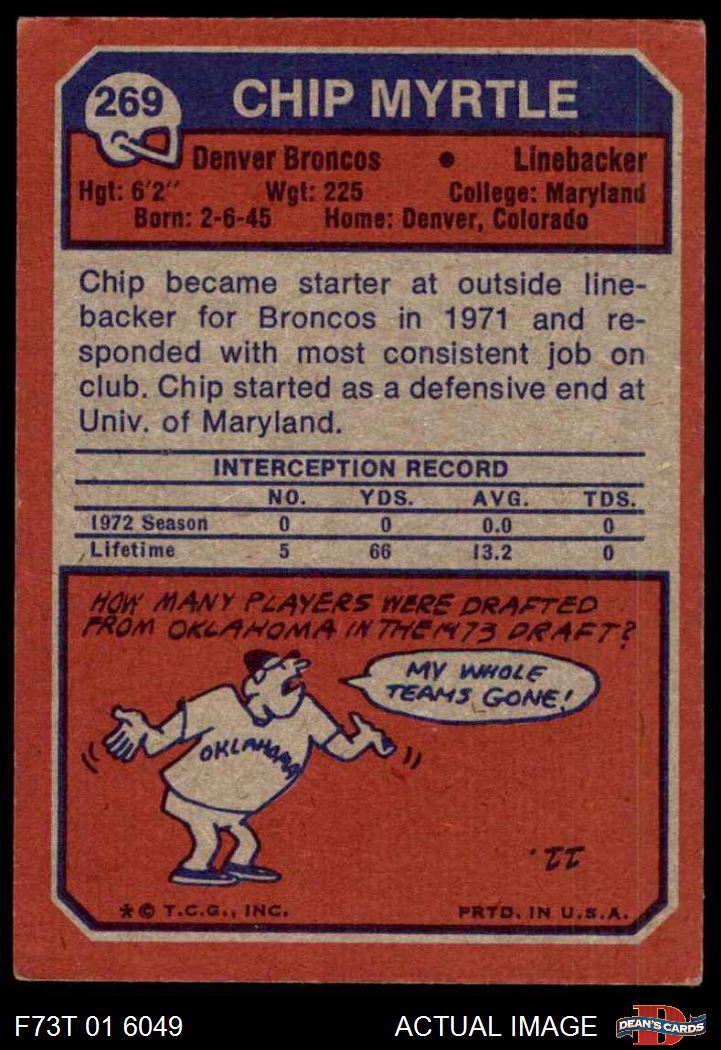 269
CHIP MYRTLE
Denver Broncos • Linebacker
Hgt: 6'2" Wgt: 225 College: Maryland
Born: 2-6-45 Home: Denver, Colorado
Chip became starter at outside line-
backer for Broncos in 1971 and re-
sponded with most consistent job on
club. Chip started as a defensive end at
Univ. of Maryland.
INTERCEPTION RECORD
NO. YDS. AVG. TDS.
1972 Season 0 0 0.0 0
Lifetime 5 66 13.2 0
HOW MANY PLAYERS WERE DRAFTED
FROM OKLAHOMA IN THE 1973 DRAFT?
MY WHOLE
TEAMS GONE!
OKLAHOMA
.22
* © T.C.G., INC. PRTD. IN U.S.A.
F73T 01 6049 ACTUAL IMAGE
D
DEAN'S CARDS